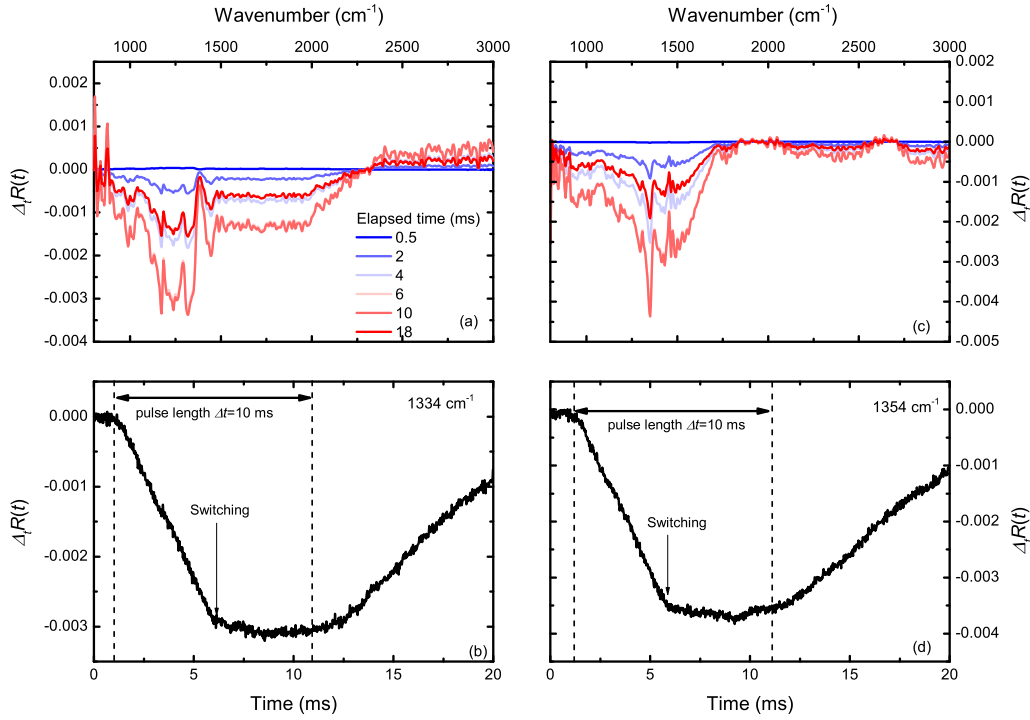 Wavenumber (cm⁻¹)
1000 1500 2000 2500 3000
0.002
0.001
0.000
-0.001
-0.002
-0.003
-0.004
ΔₜR(t)
Elapsed time (ms)
0.5
2
4
6
10
18
(a)
Wavenumber (cm⁻¹)
1000 1500 2000 2500 3000
0.002
0.001
0.000
-0.001
-0.002
-0.003
-0.004
-0.005
ΔₜR(t)
(c)
0.000
-0.001
-0.002
-0.003
ΔₜR(t)
pulse length Δt=10 ms
1334 cm⁻¹
Switching
(b)
0 5 10 15 20
Time (ms)
0.000
-0.001
-0.002
-0.003
-0.004
ΔₜR(t)
1354 cm⁻¹
pulse length Δt=10 ms
Switching
(d)
0 5 10 15 20
Time (ms)